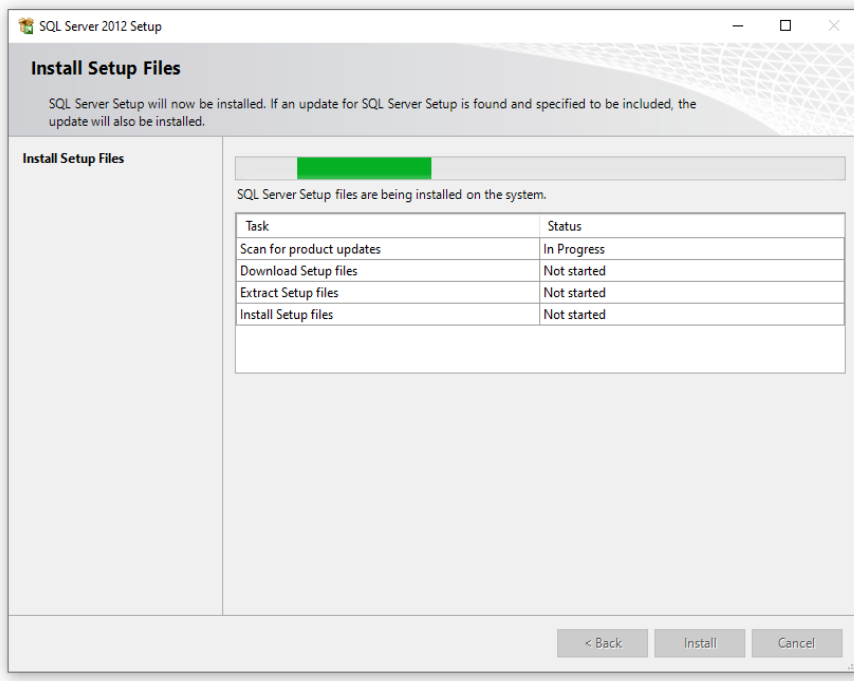 SQL Server 2012 Setup
Install Setup Files
SQL Server Setup will now be installed. If an update for SQL Server Setup is found and specified to be included, the
update will also be installed.
Install Setup Files
SQL Server Setup files are being installed on the system.
Task Status
Scan for product updates In Progress
Download Setup files Not started
Extract Setup files Not started
Install Setup files Not started
< Back Install Cancel